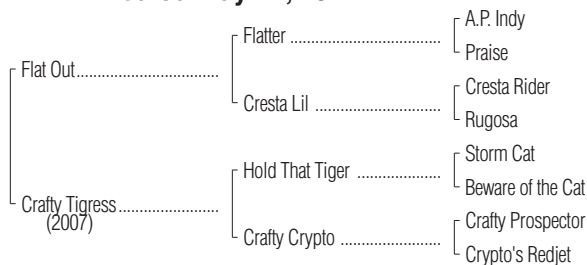 A.P. Indy
Flatter ........................................
Praise
Flat Out..........................................
Cresta Rider
Cresta Lil ...................................
Rugosa
Storm Cat
Hold That Tiger .......................
Beware of the Cat
Crafty Tigress............................
(2007)
Crafty Prospector
Crafty Crypto ............................
Crypto's Redjet